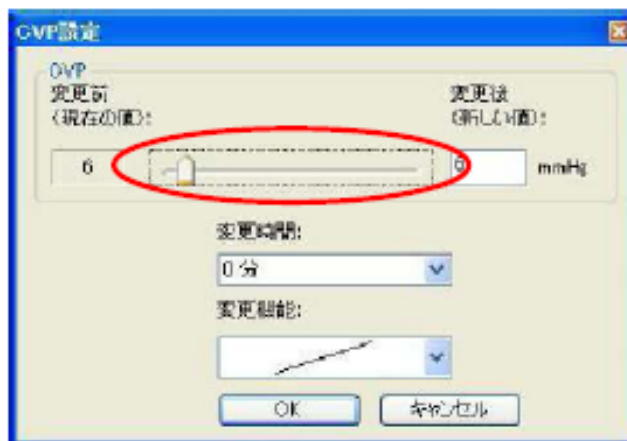 CVP設定
CVP
変更前
(現在の値):
変更後
(新しい値):
6
mmHg
変更時間:
0 分
変更機能:
OK
キャンセル